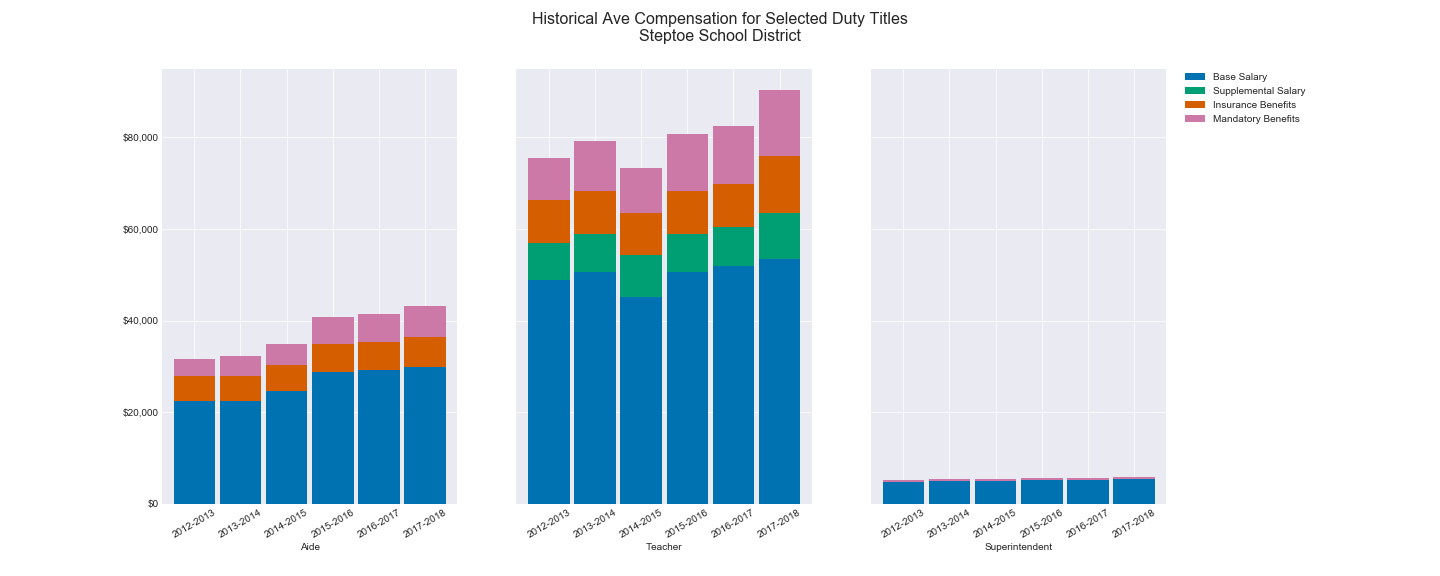 Historical Ave Compensation for Selected Duty Titles
Steptoe School District
Base Salary
Supplemental Salary
Insurance Benefits
Mandatory Benefits
$80,000
$60,000
$40,000
$20,000
$0
2012-2013
2013-2014
2014-2015
2015-2016
2016-2017
2017-2018
Aide
2012-2013
2013-2014
2014-2015
2015-2016
2016-2017
2017-2018
Teacher
2012-2013
2013-2014
2014-2015
2015-2016
2016-2017
2017-2018
Superintendent